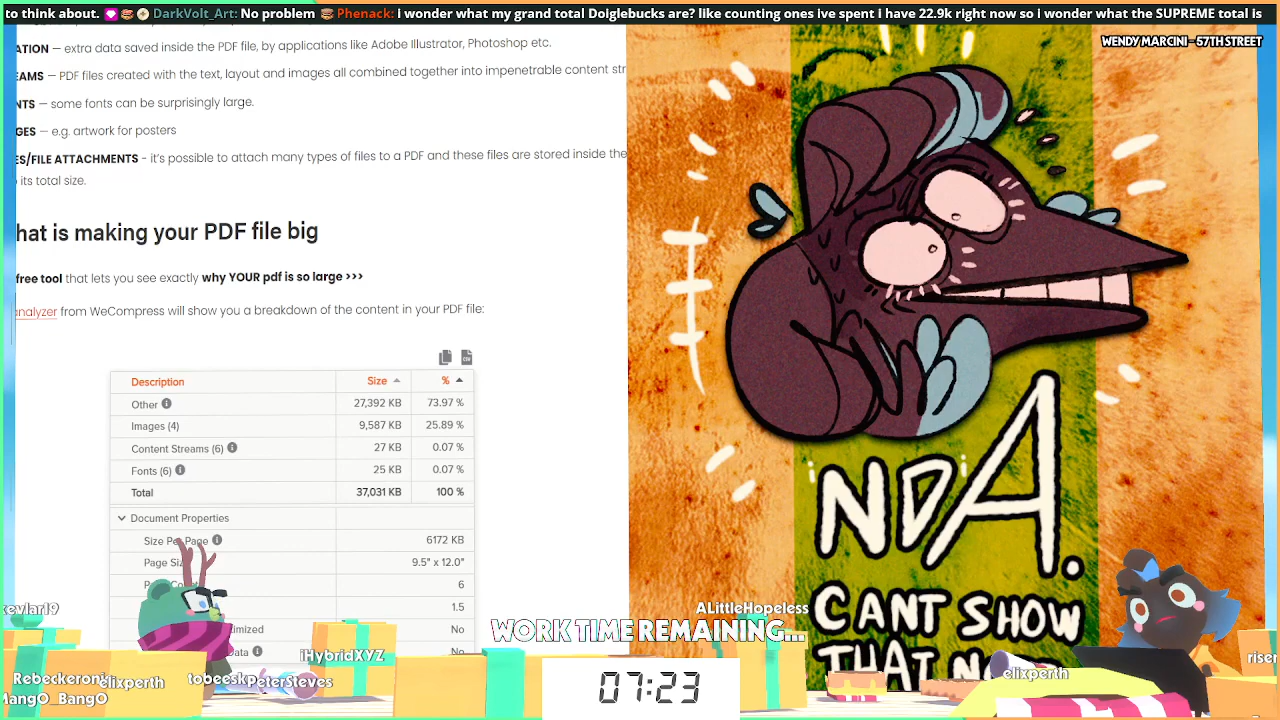 to think about. DarkVolt_Art: No problem Phenack: i wonder what my grand total Doiglebucks are? like counting ones ive spent i have 22.9k right now so I wonder what the SUPREME total is
WENDY MARCINI - 57TH STREET
ATION — extra data saved inside the PDF file, by applications like Adobe Illustrator, Photoshop etc.
EAMS — PDF files created with the text, layout and images all combined together into impenetrable content str
NTS — some fonts can be surprisingly large.
GES — e.g. artwork for posters
ES/FILE ATTACHMENTS - it's possible to attach many types of files to a PDF and these files are stored inside the
its total size.
hat is making your PDF file big
free tool that lets you see exactly why YOUR pdf is so large >>>
analyzer from WeCompress will show you a breakdown of the content in your PDF file:
Description Size %
Other 27,392 KB 73.97 %
Images (4) 9,587 KB 25.89 %
Content Streams (6) 27 KB 0.07 %
Fonts (6) 25 KB 0.07 %
Total 37,031 KB 100 %
Document Properties
Size Per Page 6172 KB
Page Siz 9.5" x 12.0"
6
1.5
imized No
Data No
NDA.
CANT SHOW
THAT
kevlar19
ALittleHopeless
WORK TIME REMAINING...
iHybridXYZ
Rebeckeroni
elixperth
tobeeskp
PeterSteves
MangO_BangO
elixperth
riser
07:23